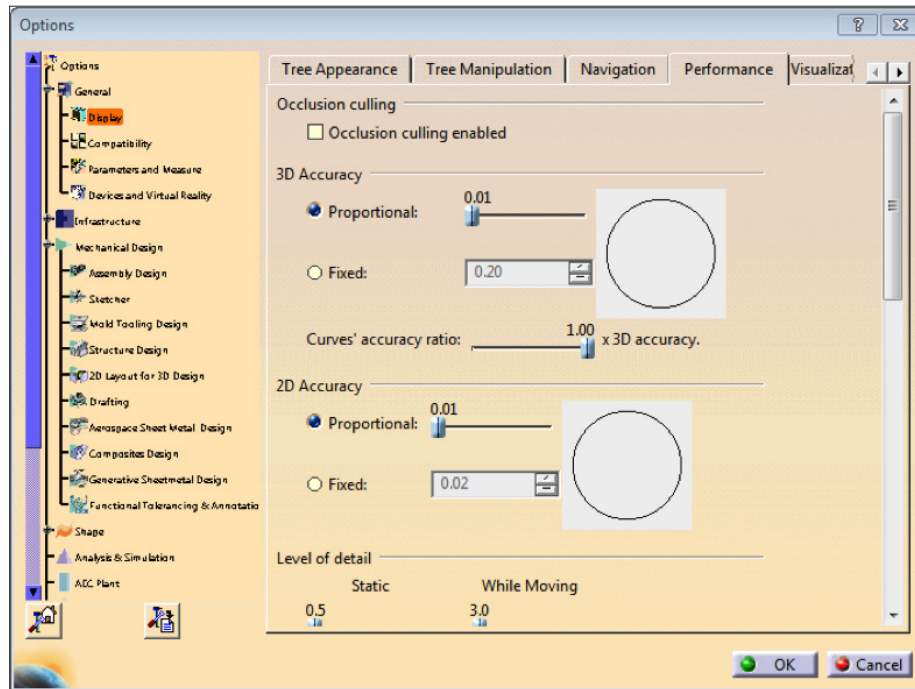 Options
Options
General
Display
Compatibility
Parameters and Measure
Devices and Virtual Reality
Infrastructure
Mechanical Design
Assembly Design
Sketcher
Mold Tooling Design
Structure Design
2D Layout for 3D Design
Drafting
Aerospace Sheet Metal Design
Composites Design
Generative Sheetmetal Design
Functional Tolerancing & Annotatio
Shape
Analysis & Simulation
AEC Plant
Tree Appearance Tree Manipulation Navigation Performance Visualizat
Occlusion culling
Occlusion culling enabled
3D Accuracy
0.01
Proportional:
Fixed: 0.20
1.00
Curves' accuracy ratio: x 3D accuracy.
2D Accuracy
0.01
Proportional:
Fixed: 0.02
Level of detail
Static While Moving
0.5 3.0
OK Cancel